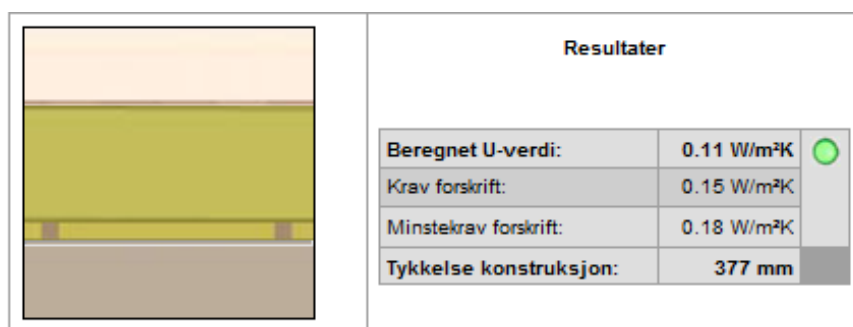 Resultater
Beregnet U-verdi: 0.11 W/m²K
Krav forskrift: 0.15 W/m²K
Minstekrav forskrift: 0.18 W/m²K
Tykkelse konstruksjon: 377 mm